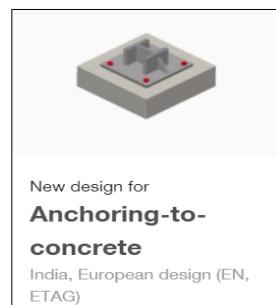 New design for
Anchoring-to-
concrete
India, European design (EN,
ETAG)